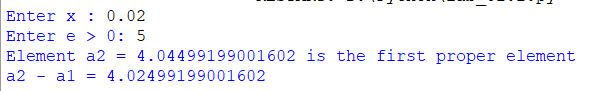 Enter x : 0.02
Enter e > 0: 5
Element a2 = 4.04499199001602 is the first proper element
a2 - a1 = 4.02499199001602